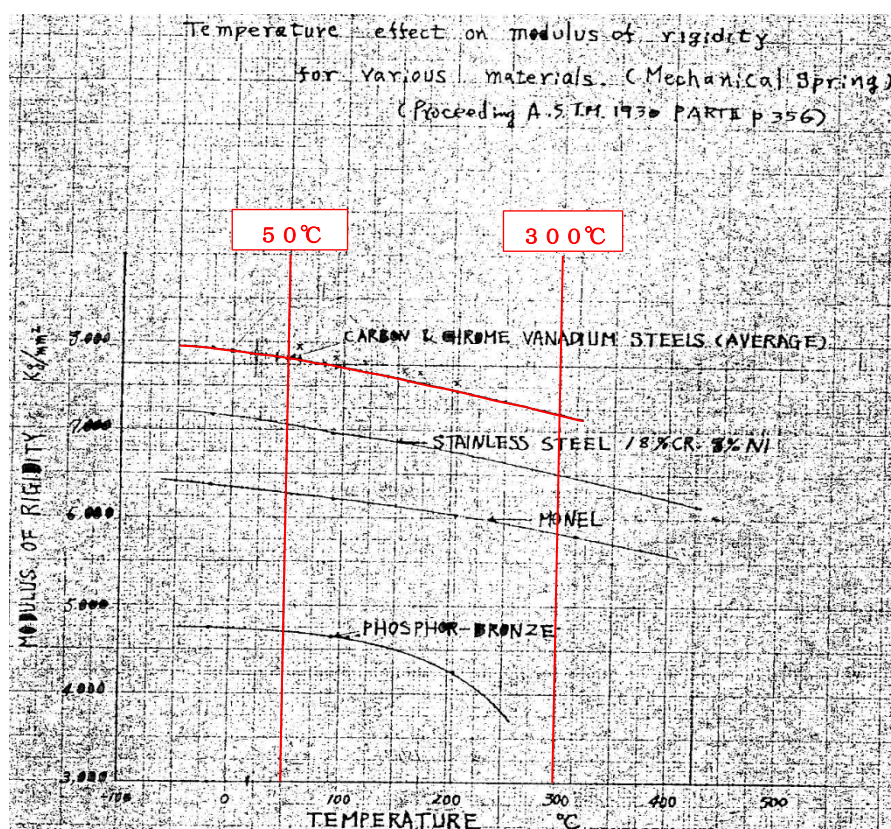 Temperature effect on modulus of rigidity
for various materials. (Mechanical Spring)
(Proceeding A.S.T.M. 1930 PART II p 356)
50℃
300℃
8.000
CARBON & CHROME VANADIUM STEELS (AVERAGE)
7.000
STAINLESS STEEL 18%CR. 8%NI
6.000
MONEL
5.000
PHOSPHOR-BRONZE
4.000
3.000
MODULUS OF RIGIDITY Kg/mm²
-100 0 100 200 300 400 500
TEMPERATURE °C